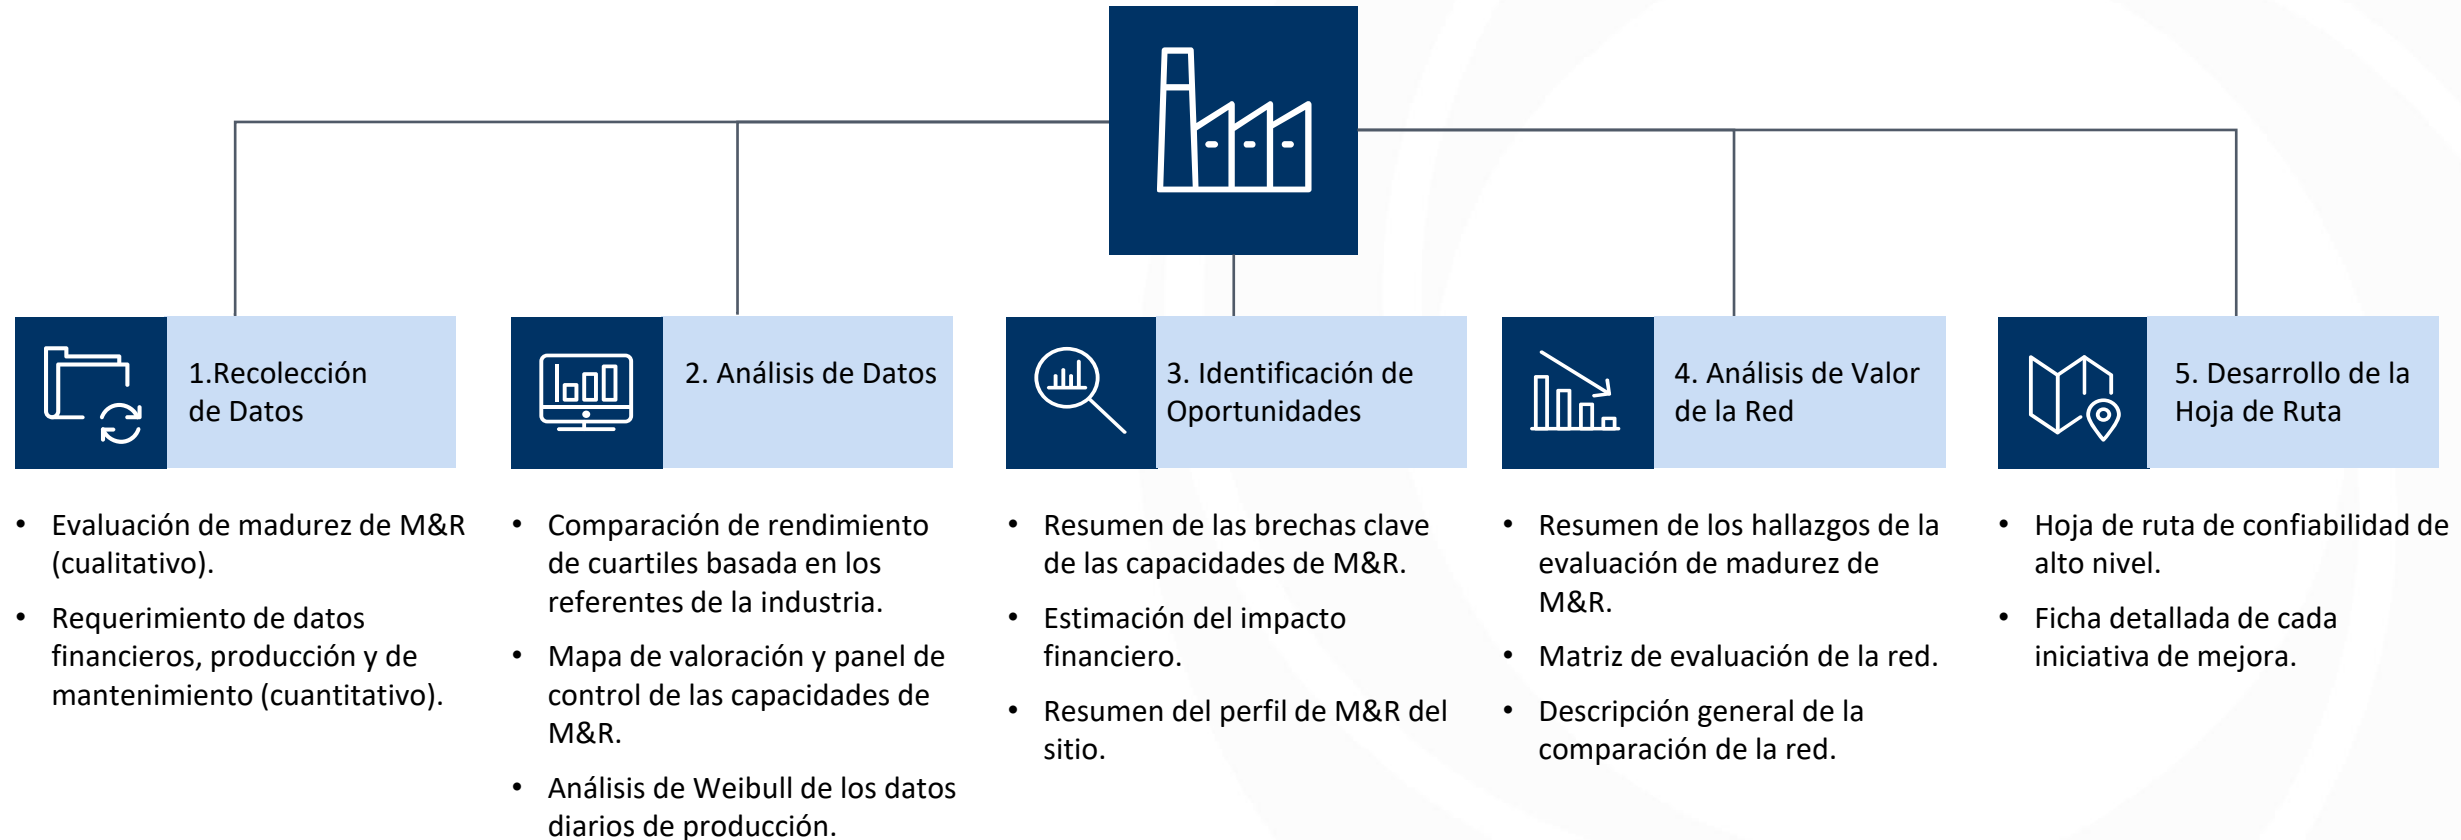 1.Recolección
de Datos
• Evaluación de madurez de M&R
(cualitativo).
• Requerimiento de datos
financieros, producción y de
mantenimiento (cuantitativo).
2. Análisis de Datos
• Comparación de rendimiento
de cuartiles basada en los
referentes de la industria.
• Mapa de valoración y panel de
control de las capacidades de
M&R.
• Análisis de Weibull de los datos
diarios de producción.
3. Identificación de
Oportunidades
• Resumen de las brechas clave
de las capacidades de M&R.
• Estimación del impacto
financiero.
• Resumen del perfil de M&R del
sitio.
4. Análisis de Valor
de la Red
• Resumen de los hallazgos de la
evaluación de madurez de
M&R.
• Matriz de evaluación de la red.
• Descripción general de la
comparación de la red.
5. Desarrollo de la
Hoja de Ruta
• Hoja de ruta de confiabilidad de
alto nivel.
• Ficha detallada de cada
iniciativa de mejora.